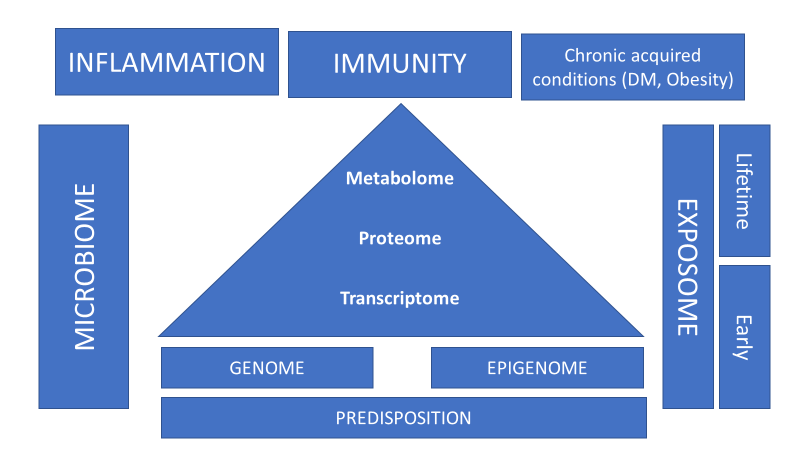 INFLAMMATION
IMMUNITY
Chronic acquired
conditions (DM, Obesity)
MICROBIOME
Metabolome
Proteome
Transcriptome
EXPOSOME
Lifetime
Early
GENOME
EPIGENOME
PREDISPOSITION